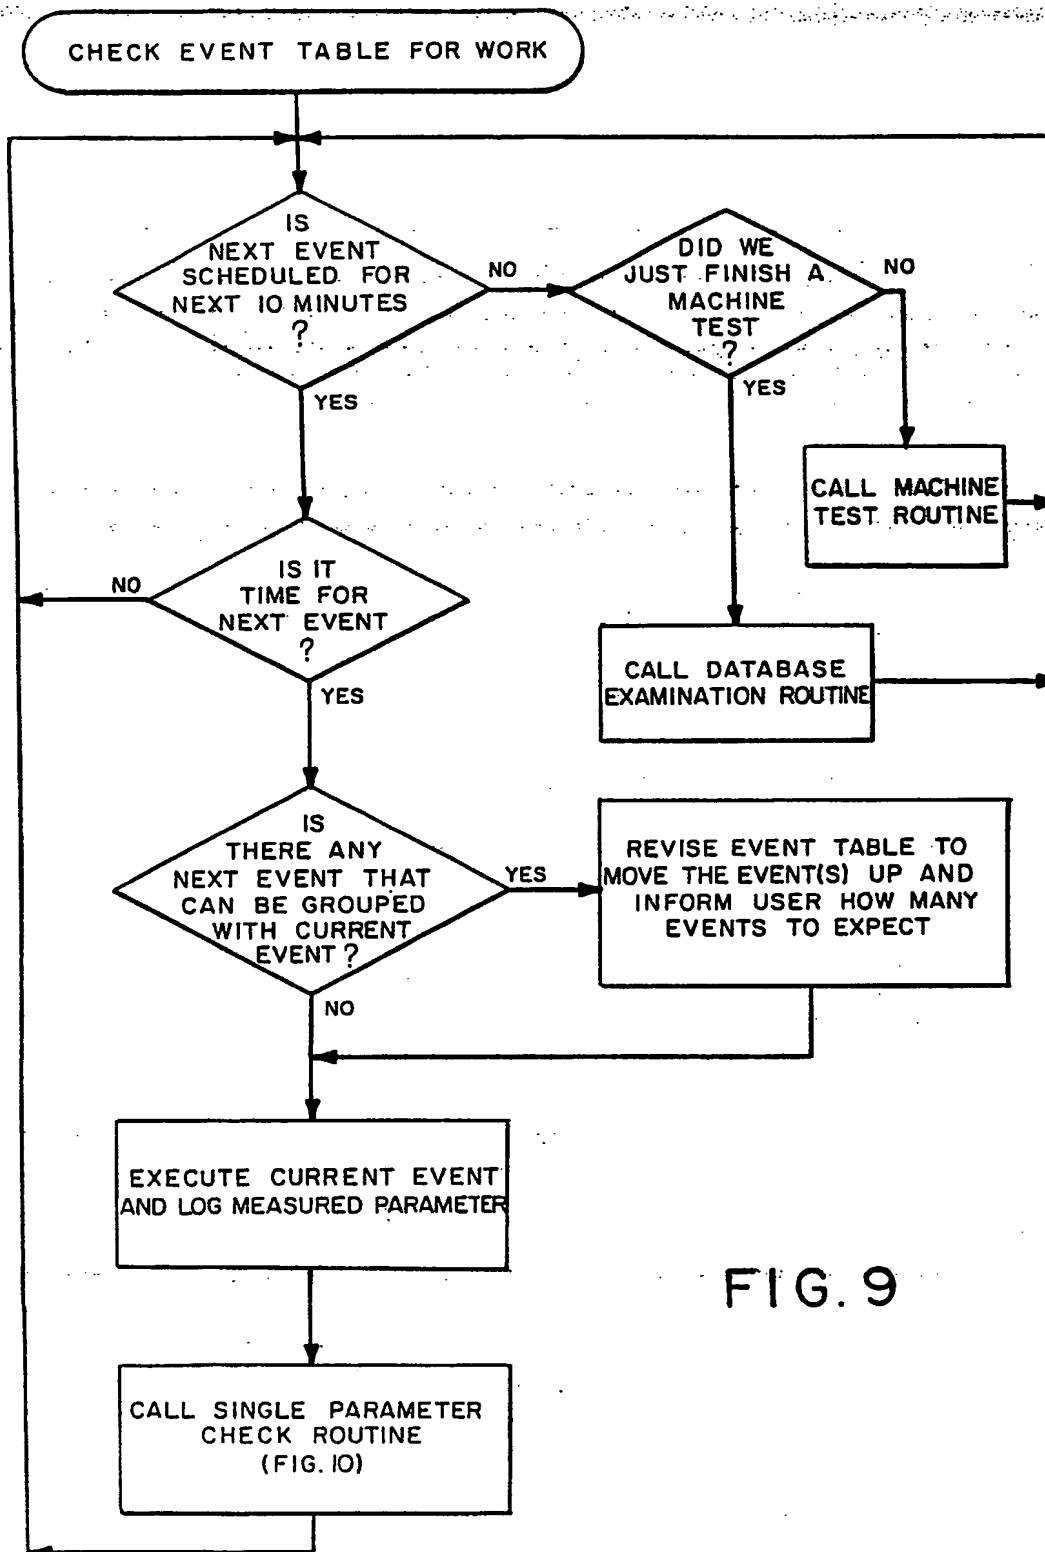 CHECK EVENT TABLE FOR WORK
IS
NEXT EVENT
SCHEDULED FOR
NEXT 10 MINUTES
?
NO
YES
DID WE
JUST FINISH A
MACHINE
TEST
?
NO
YES
CALL MACHINE
TEST ROUTINE
IS IT
TIME FOR
NEXT EVENT
?
NO
YES
CALL DATABASE
EXAMINATION ROUTINE
IS
THERE ANY
NEXT EVENT THAT
CAN BE GROUPED
WITH CURRENT
EVENT?
YES
NO
REVISE EVENT TABLE TO
MOVE THE EVENT(S) UP AND
INFORM USER HOW MANY
EVENTS TO EXPECT
EXECUTE CURRENT EVENT
AND LOG MEASURED PARAMETER
CALL SINGLE PARAMETER
CHECK ROUTINE
(FIG. 10)
FIG. 9